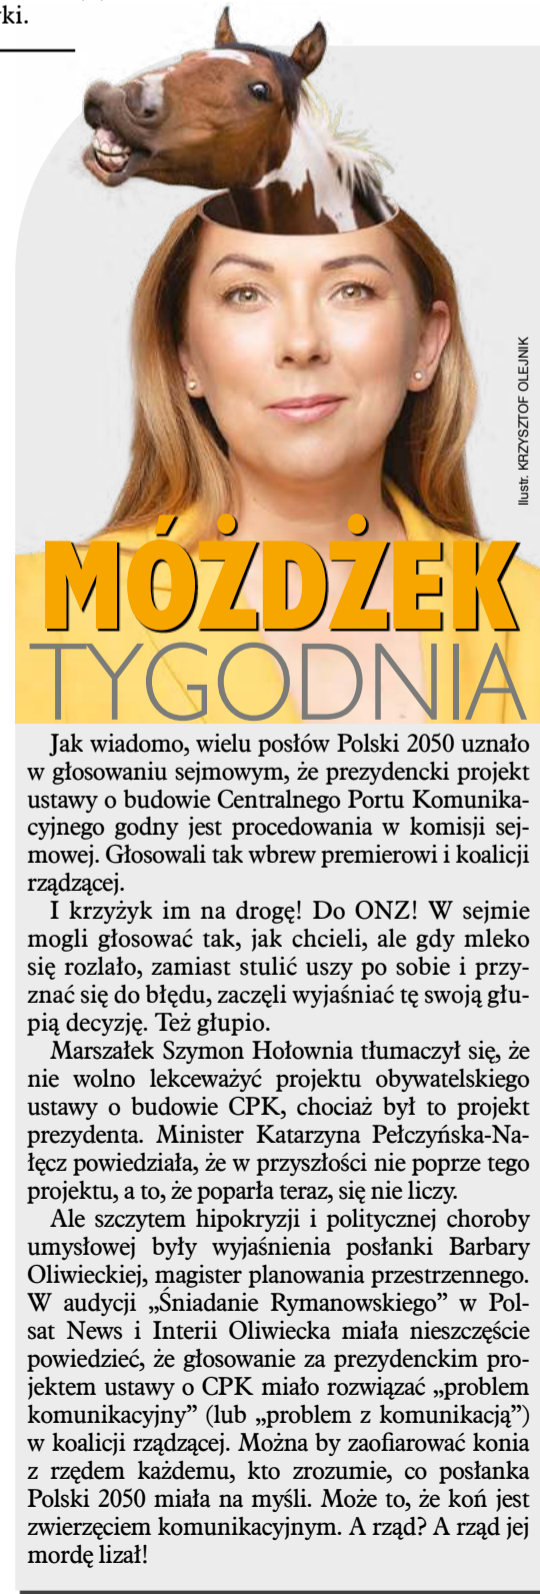 ki.
Ilustr. KRZYSZTOF OLEJNIK
MÓŻDŻEK
TYGODNIA
Jak wiadomo, wielu posłów Polski 2050 uznało
w głosowaniu sejmowym, że prezydencki projekt
ustawy o budowie Centralnego Portu Komunika-
cyjnego godny jest procedowania w komisji sej-
mowej. Głosowali tak wbrew premierowi i koalicji
rządzącej.
I krzyżyk im na drogę! Do ONZ! W sejmie
mogli głosować tak, jak chcieli, ale gdy mleko
się rozlało, zamiast stulić uszy po sobie i przy-
znać się do błędu, zaczęli wyjaśniać tę swoją głu-
pią decyzję. Też głupio.
Marszałek Szymon Hołownia tłumaczył się, że
nie wolno lekceważyć projektu obywatelskiego
ustawy o budowie CPK, chociaż był to projekt
prezydenta. Minister Katarzyna Pełczyńska-Na-
łęcz powiedziała, że w przyszłości nie poprze tego
projektu, a to, że poparła teraz, się nie liczy.
Ale szczytem hipokryzji i politycznej choroby
umysłowej były wyjaśnienia posłanki Barbary
Oliwieckiej, magister planowania przestrzennego.
W audycji „Śniadanie Rymanowskiego” w Pol-
sat News i Interii Oliwiecka miała nieszczęście
powiedzieć, że głosowanie za prezydenckim pro-
jektem ustawy o CPK miało rozwiązać „problem
komunikacyjny” (lub „problem z komunikacją”)
w koalicji rządzącej. Można by zaofiarować konia
z rzędem każdemu, kto zrozumie, co posłanka
Polski 2050 miała na myśli. Może to, że koń jest
zwierzęciem komunikacyjnym. A rząd? A rząd jej
mordę lizał!